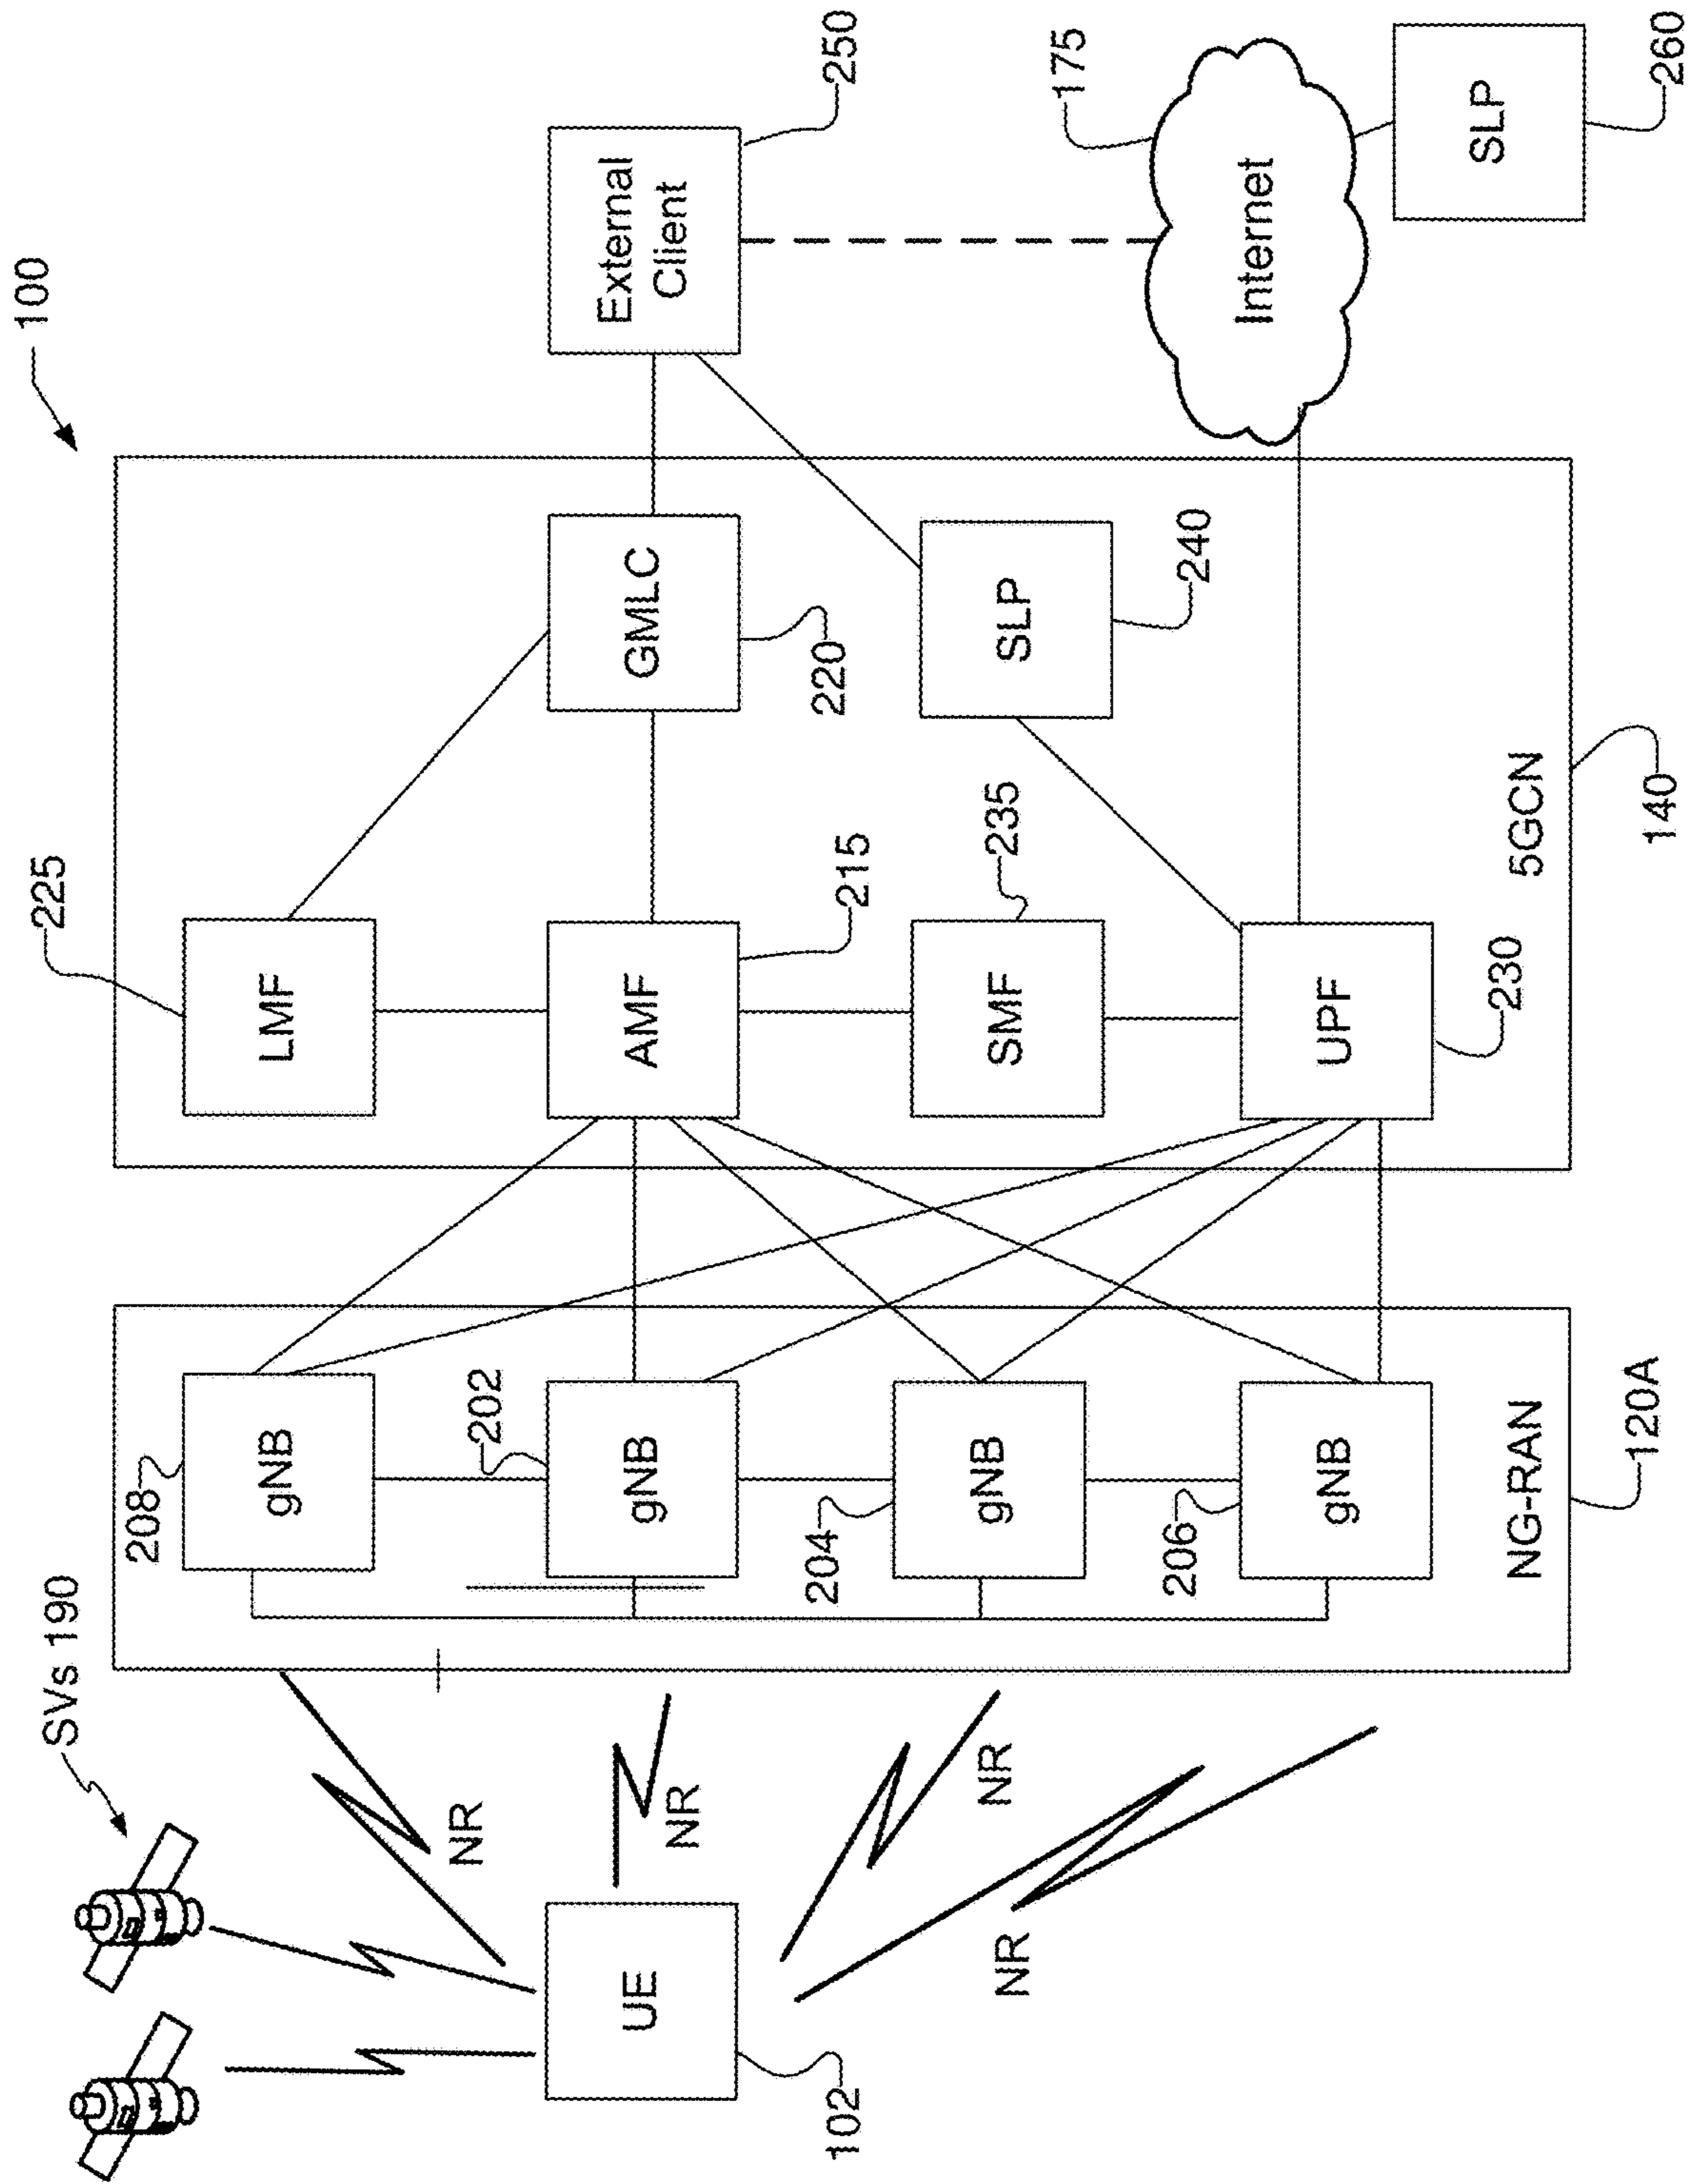 100
SVs 190
225
208
gNB
LMF
202
gNB
AMF
215
GMLC
220
External
Client
250
UE
102
NR
NR
NR
NR
204
gNB
SMF
235
SLP
240
175
Internet
206
gNB
UPF
230
SLP
260
NG-RAN
120A
5GCN
140